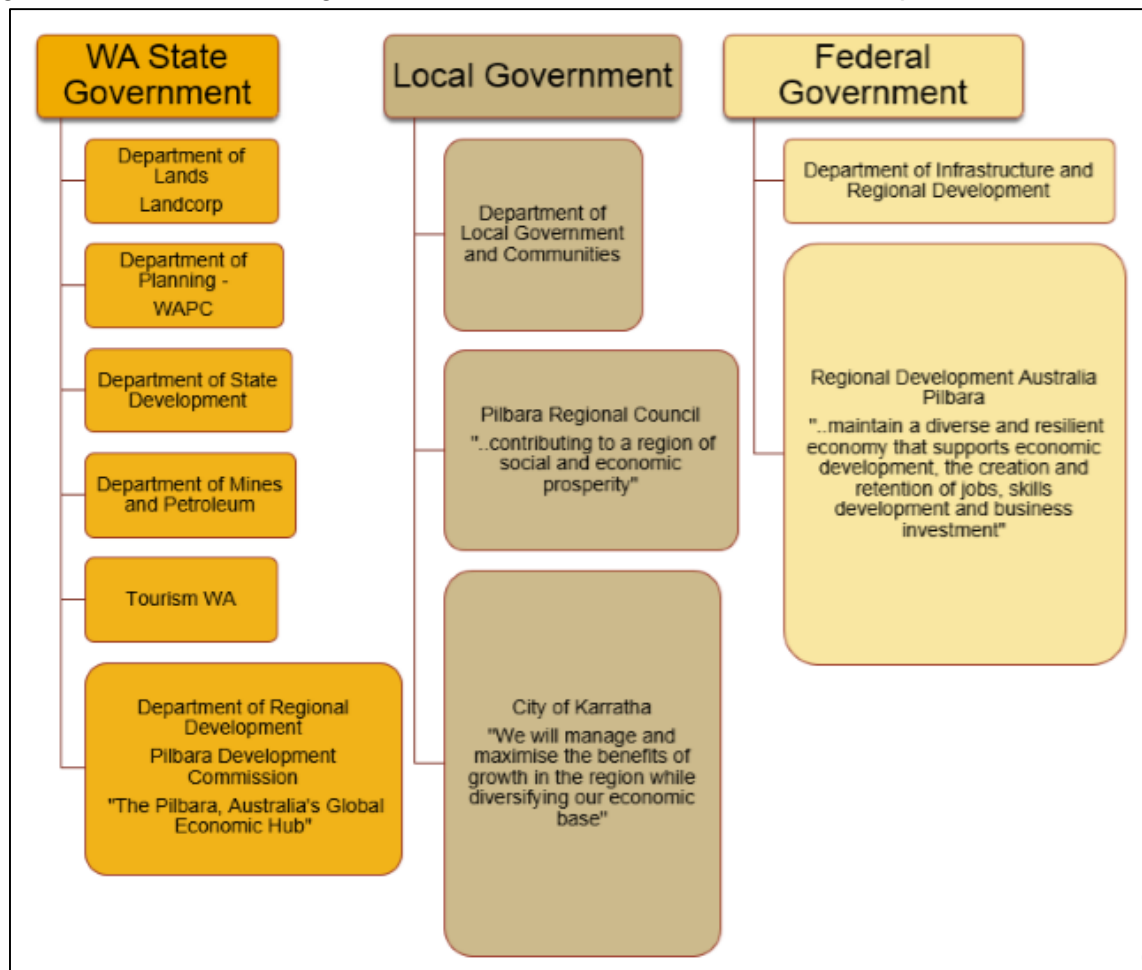 WA State
Government
Department of
Lands
Landcorp
Department of
Planning -
WAPC
Department of State
Development
Department of Mines
and Petroleum
Tourism WA
Department of Regional
Development
Pilbara Development
Commission
"The Pilbara, Australia's Global
Economic Hub"
Local Government
Department of
Local Government
and Communities
Pilbara Regional Council
"..contributing to a region of
social and economic
prosperity"
City of Karratha
"We will manage and
maximise the benefits of
growth in the region while
diversifying our economic
base"
Federal
Government
Department of Infrastructure and
Regional Development
Regional Development Australia
Pilbara
"..maintain a diverse and resilient
economy that supports economic
development, the creation and
retention of jobs, skills
development and business
investment"